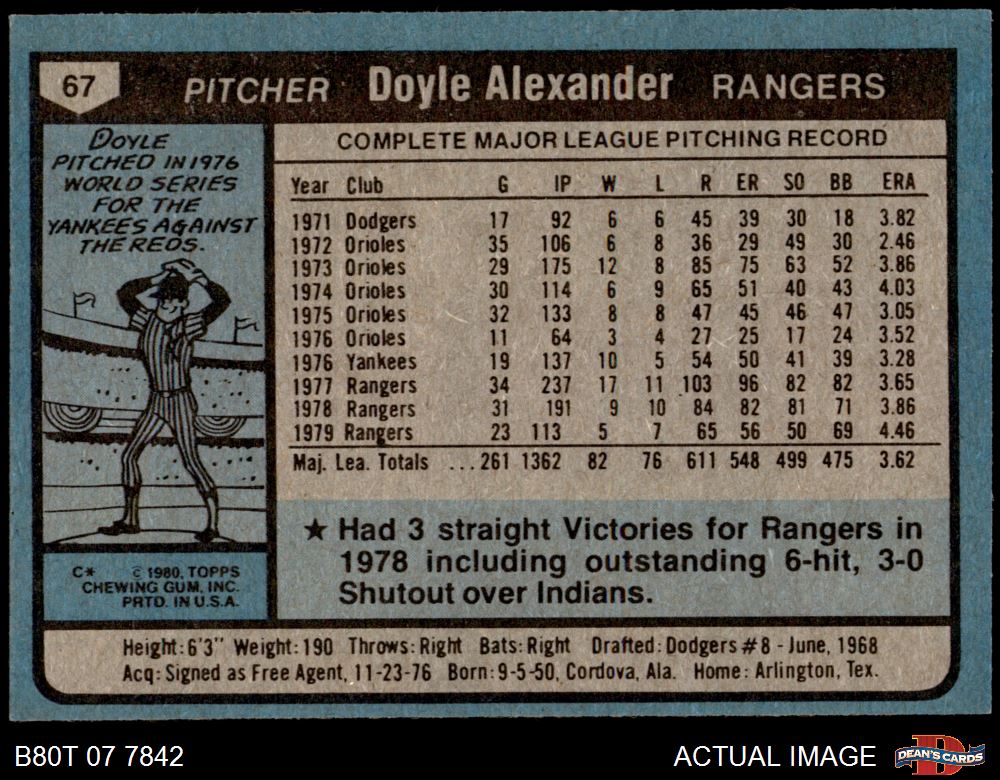 67 PITCHER Doyle Alexander RANGERS
DOYLE
PITCHED IN 1976
WORLD SERIES
FOR THE
YANKEES AGAINST
THE REDS.
C* © 1980, TOPPS
CHEWING GUM, INC.
PRTD. IN U.S.A.
COMPLETE MAJOR LEAGUE PITCHING RECORD
Year Club G IP W L R ER SO BB ERA
1971 Dodgers 17 92 6 6 45 39 30 18 3.82
1972 Orioles 35 106 6 8 36 29 49 30 2.46
1973 Orioles 29 175 12 8 85 75 63 52 3.86
1974 Orioles 30 114 6 9 65 51 40 43 4.03
1975 Orioles 32 133 8 8 47 45 46 47 3.05
1976 Orioles 11 64 3 4 27 25 17 24 3.52
1976 Yankees 19 137 10 5 54 50 41 39 3.28
1977 Rangers 34 237 17 11 103 96 82 82 3.65
1978 Rangers 31 191 9 10 84 82 81 71 3.86
1979 Rangers 23 113 5 7 65 56 50 69 4.46
Maj. Lea. Totals ...261 1362 82 76 611 548 499 475 3.62
★ Had 3 straight Victories for Rangers in
1978 including outstanding 6-hit, 3-0
Shutout over Indians.
Height: 6'3" Weight: 190 Throws: Right Bats: Right Drafted: Dodgers #8 - June, 1968
Acq: Signed as Free Agent, 11-23-76 Born: 9-5-50, Cordova, Ala. Home: Arlington, Tex.
B80T 07 7842 ACTUAL IMAGE DEAN'S CARDS